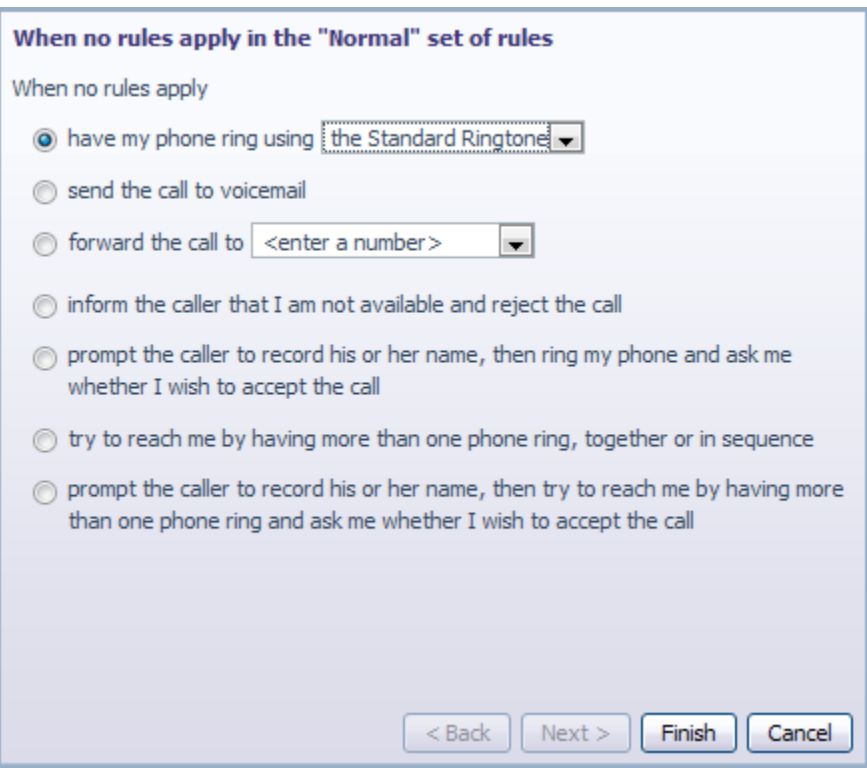 When no rules apply in the "Normal" set of rules
When no rules apply
have my phone ring using the Standard Ringtone
send the call to voicemail
forward the call to <enter a number>
inform the caller that I am not available and reject the call
prompt the caller to record his or her name, then ring my phone and ask me
whether I wish to accept the call
try to reach me by having more than one phone ring, together or in sequence
prompt the caller to record his or her name, then try to reach me by having more
than one phone ring and ask me whether I wish to accept the call
< Back Next > Finish Cancel